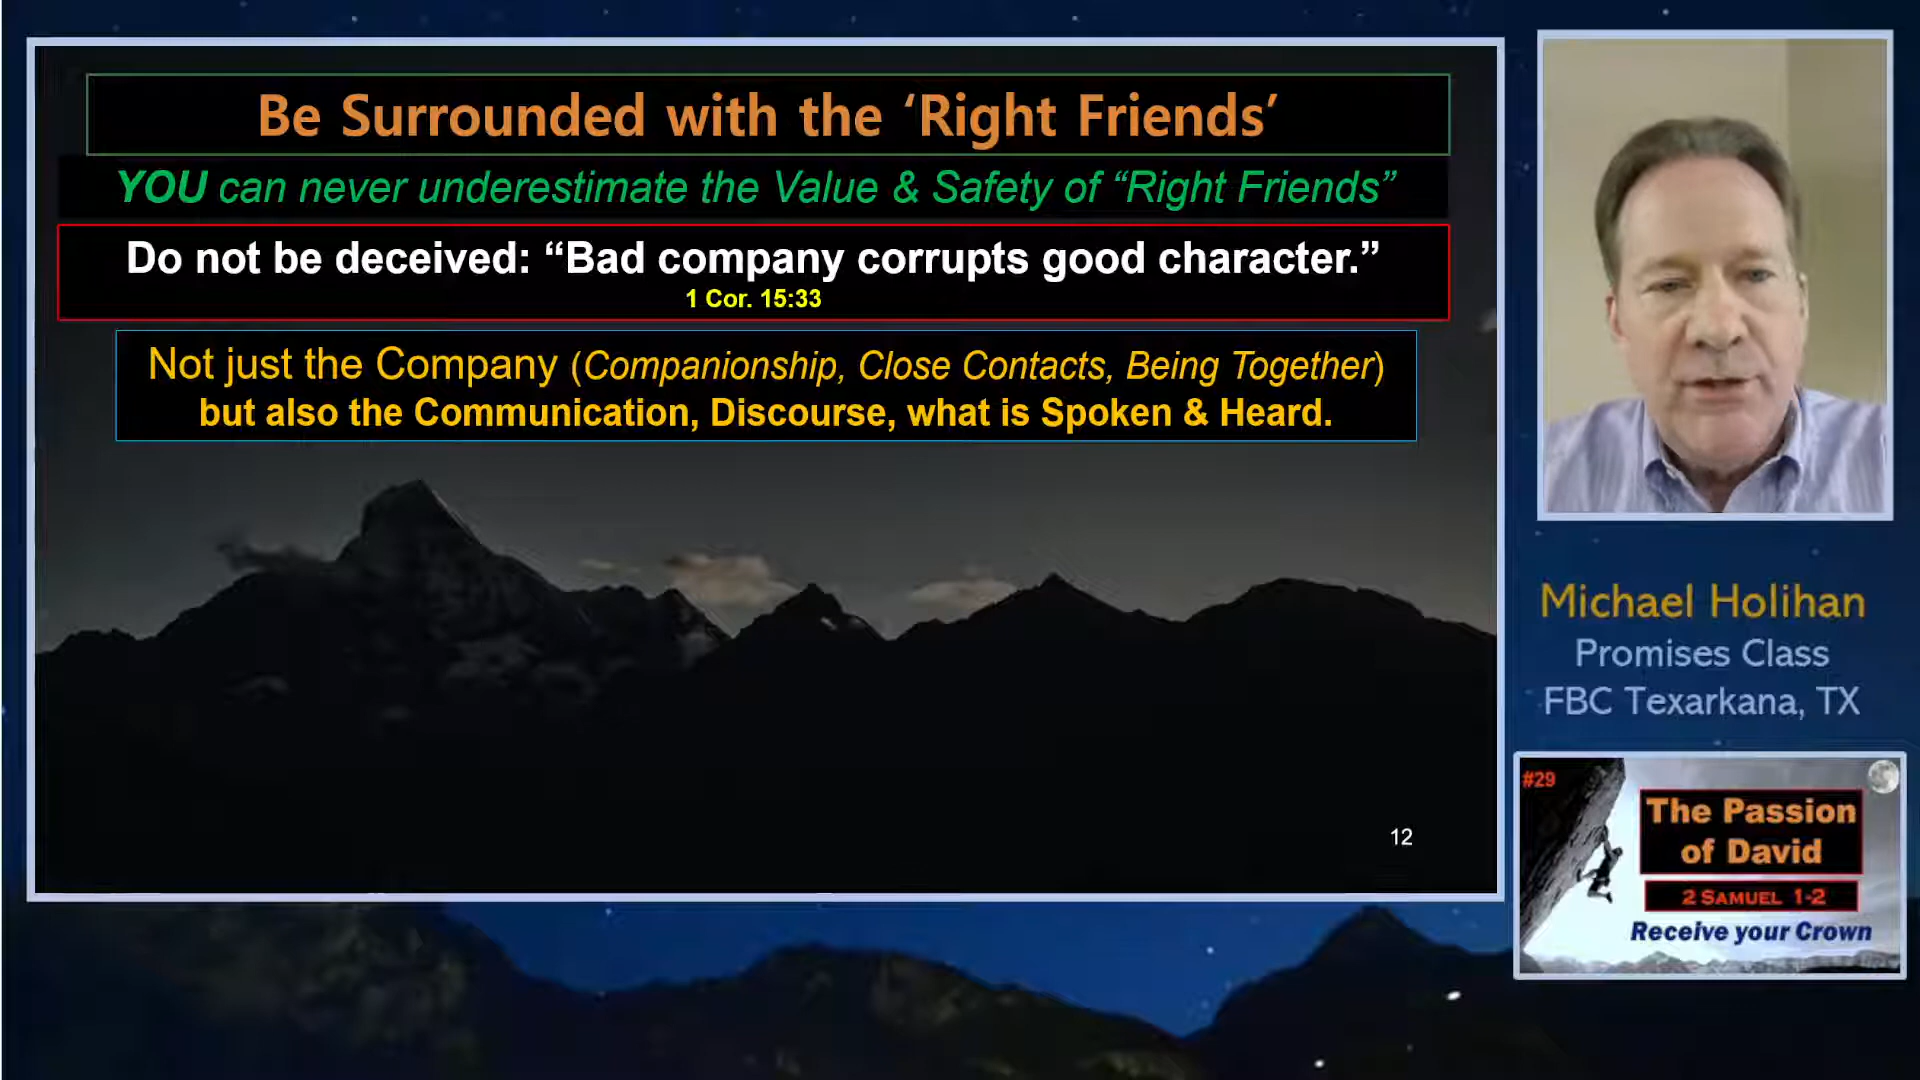 Be Surrounded with the ‘Right Friends’
YOU can never underestimate the Value & Safety of “Right Friends”
Do not be deceived: “Bad company corrupts good character.”
1 Cor. 15:33
Not just the Company (Companionship, Close Contacts, Being Together)
but also the Communication, Discourse, what is Spoken & Heard.
12
Michael Holihan
Promises Class
FBC Texarkana, TX
#29
The Passion
of David
2 SAMUEL 1-2
Receive your Crown